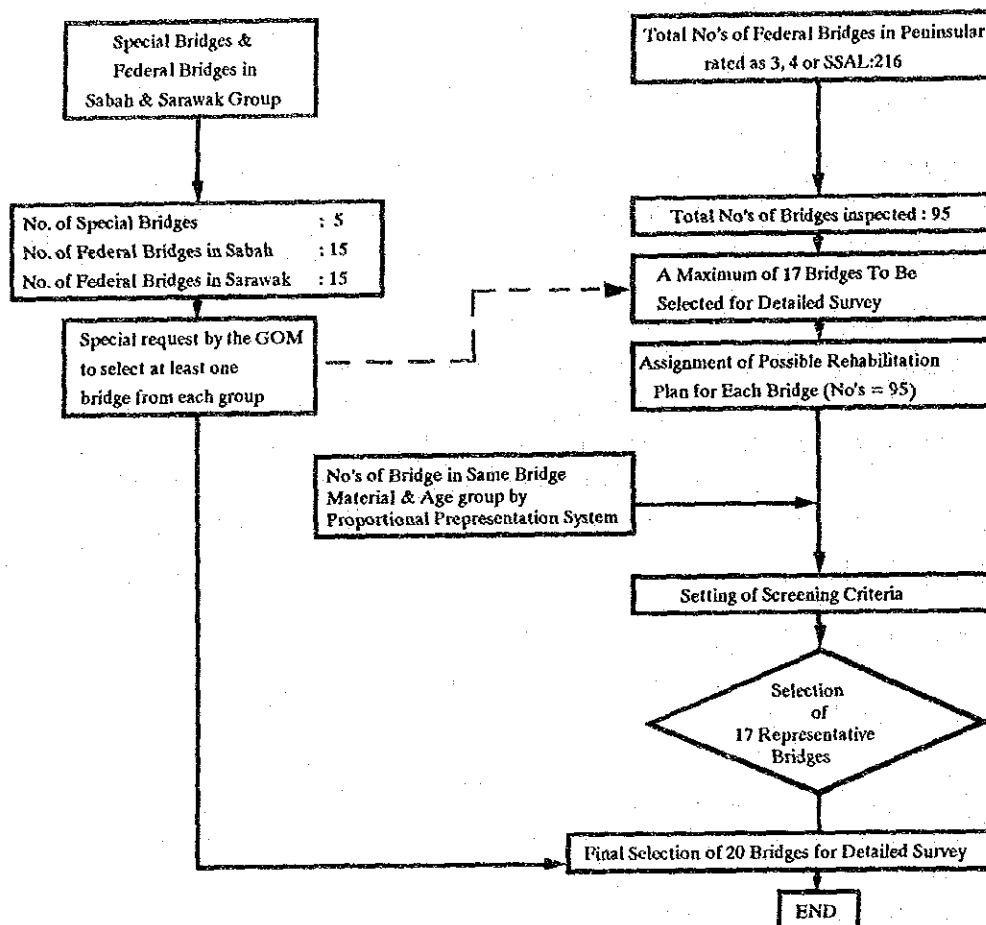 Special Bridges &
Federal Bridges in
Sabah & Sarawak Group
No. of Special Bridges : 5
No. of Federal Bridges in Sabah : 15
No. of Federal Bridges in Sarawak : 15
Special request by the GOM
to select at least one
bridge from each group
Total No's of Federal Bridges in Peninsular
rated as 3, 4 or SSAL:216
Total No's of Bridges inspected : 95
A Maximum of 17 Bridges To Be
Selected for Detailed Survey
Assignment of Possible Rehabilitation
Plan for Each Bridge (No's = 95)
No's of Bridge in Same Bridge
Material & Age group by
Proportional Prepresentation System
Setting of Screening Criteria
Selection
of
17 Representative
Bridges
Final Selection of 20 Bridges for Detailed Survey
END